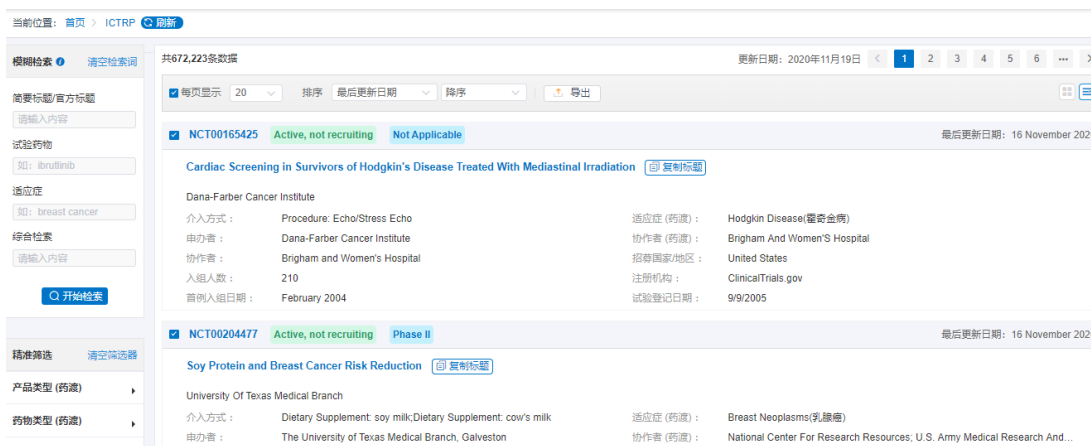 当前位置： 首页 > ICTRP 刷新
模糊检索 清空检索词
简要标题/官方标题
请输入内容
试验药物
如：ibrutinib
适应症
如：breast cancer
综合检索
请输入内容
开始检索
精准筛选 清空筛选器
产品类型 (药渡)
药物类型 (药渡)
共672,223条数据 更新日期：2020年11月19日 < 1 2 3 4 5 6 ··· >
每页显示 20 排序 最后更新日期 降序 导出
NCT00165425 Active, not recruiting Not Applicable 最后更新日期：16 November 202
Cardiac Screening in Survivors of Hodgkin's Disease Treated With Mediastinal Irradiation 复制标题
Dana-Farber Cancer Institute
介入方式： Procedure: Echo/Stress Echo 适应症 (药渡)： Hodgkin Disease(霍奇金病)
申办者： Dana-Farber Cancer Institute 协作者 (药渡)： Brigham And Women'S Hospital
协作者： Brigham and Women's Hospital 招募国家/地区： United States
入组人数： 210 注册机构： ClinicalTrials.gov
首例入组日期： February 2004 试验登记日期： 9/9/2005
NCT00204477 Active, not recruiting Phase II 最后更新日期：16 November 202
Soy Protein and Breast Cancer Risk Reduction 复制标题
University Of Texas Medical Branch
介入方式： Dietary Supplement: soy milk;Dietary Supplement: cow's milk 适应症 (药渡)： Breast Neoplasms(乳腺癌)
申办者： The University of Texas Medical Branch, Galveston 协作者 (药渡)： National Center For Research Resources; U.S. Army Medical Research And...